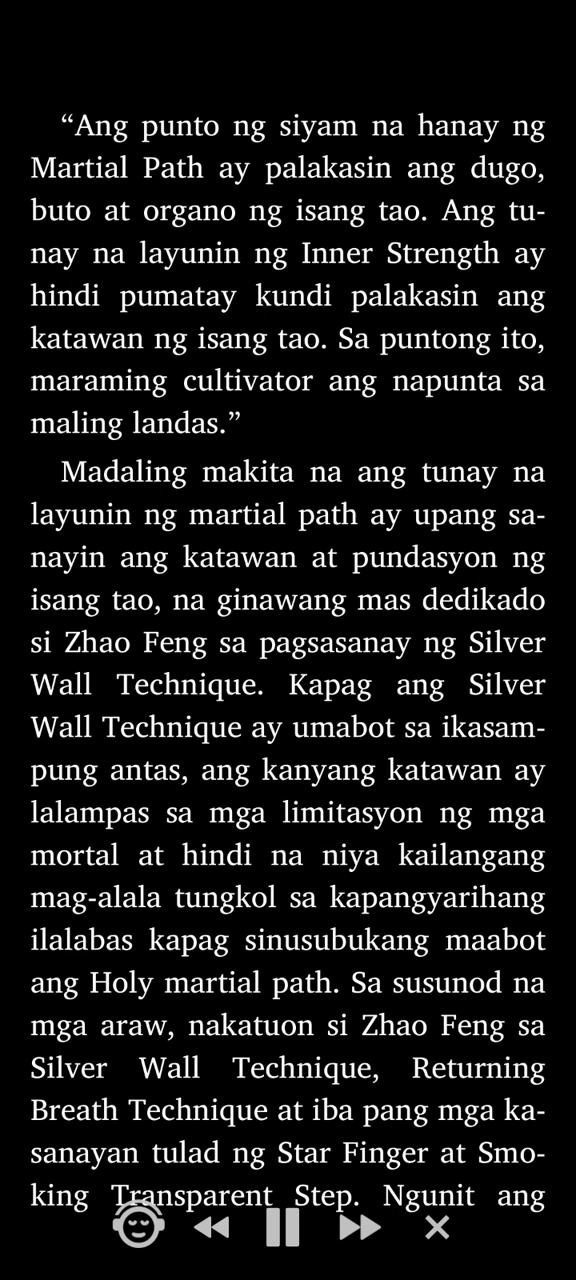 “Ang punto ng siyam na hanay ng
Martial Path ay palakasin ang dugo,
buto at organo ng isang tao. Ang tu-
nay na layunin ng Inner Strength ay
hindi pumatay kundi palakasin ang
katawan ng isang tao. Sa puntong ito,
maraming cultivator ang napunta sa
maling landas.”
Madaling makita na ang tunay na
layunin ng martial path ay upang sa-
nayin ang katawan at pundasyon ng
isang tao, na ginawang mas dedikado
si Zhao Feng sa pagsasanay ng Silver
Wall Technique. Kapag ang Silver
Wall Technique ay umabot sa ikasam-
pung antas, ang kanyang katawan ay
lalampas sa mga limitasyon ng mga
mortal at hindi na niya kailangang
mag-alala tungkol sa kapangyarihang
ilalabas kapag sinusubukang maabot
ang Holy martial path. Sa susunod na
mga araw, nakatuon si Zhao Feng sa
Silver Wall Technique, Returning
Breath Technique at iba pang mga ka-
sanayan tulad ng Star Finger at Smo-
king Transparent Step. Ngunit ang